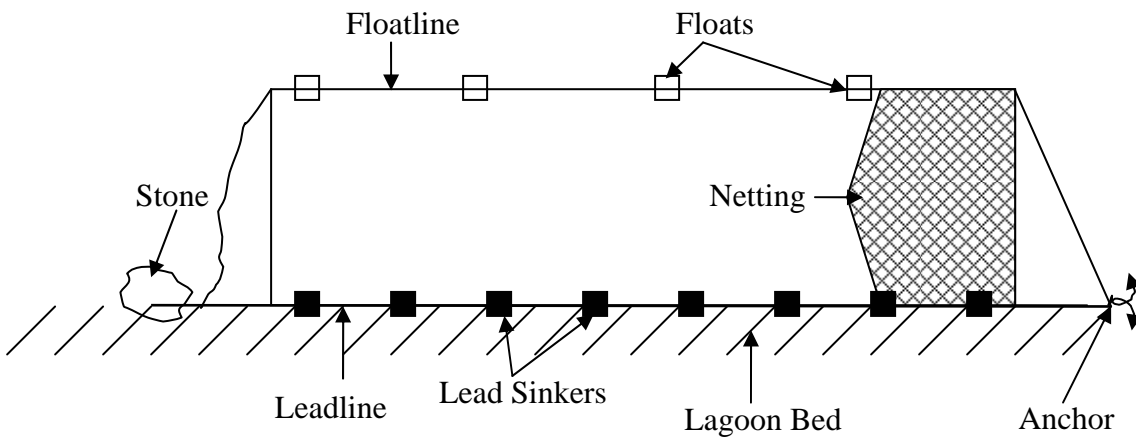 Floatline
Floats
Stone
Netting
Leadline
Lead Sinkers
Lagoon Bed
Anchor